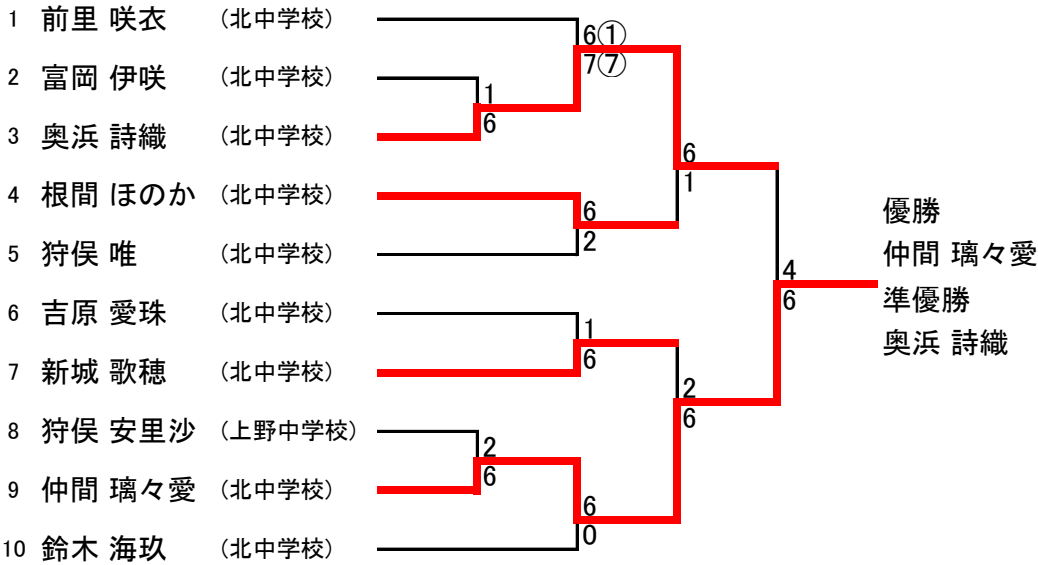 1 前里 咲衣 (北中学校)
6①
7⑦
2 富岡 伊咲 (北中学校)
1
6
3 奥浜 詩織 (北中学校)
6
1
4 根間 ほのか (北中学校)
6
2
優勝
5 狩俣 唯 (北中学校)
仲間 璃々愛
4
6
準優勝
6 吉原 愛珠 (北中学校)
1
6
奥浜 詩織
7 新城 歌穂 (北中学校)
2
6
8 狩俣 安里沙 (上野中学校)
2
6
9 仲間 璃々愛 (北中学校)
6
0
10 鈴木 海玖 (北中学校)